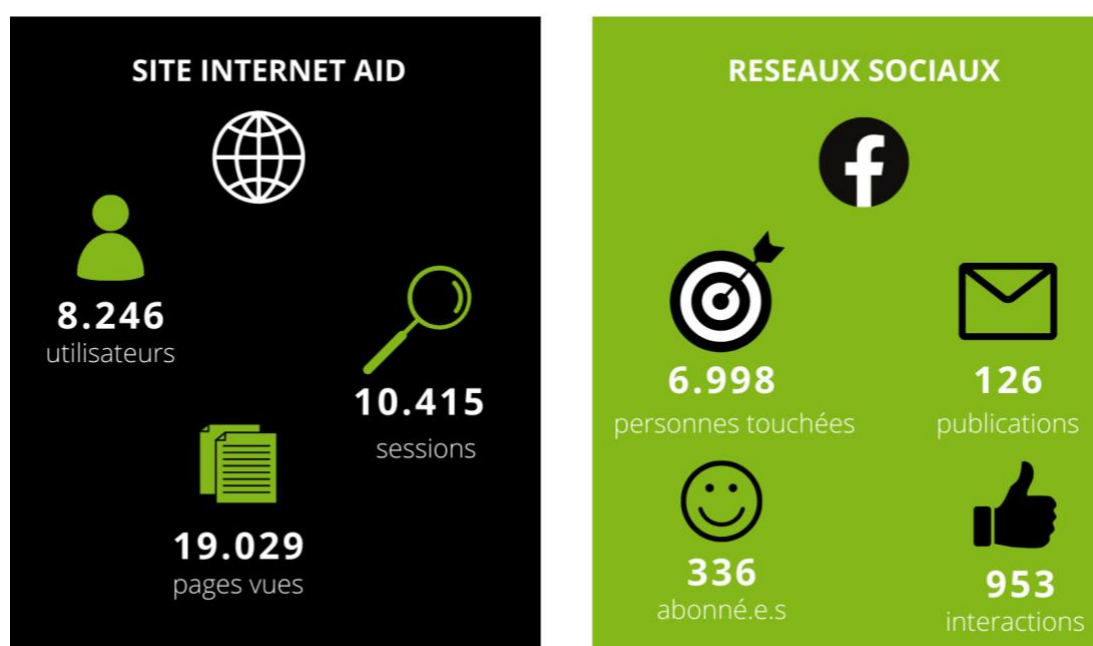 SITE INTERNET AID
8.246
utilisateurs
10.415
sessions
19.029
pages vues
RESEAUX SOCIAUX
6.998
personnes touchées
126
publications
336
abonné.e.s
953
interactions